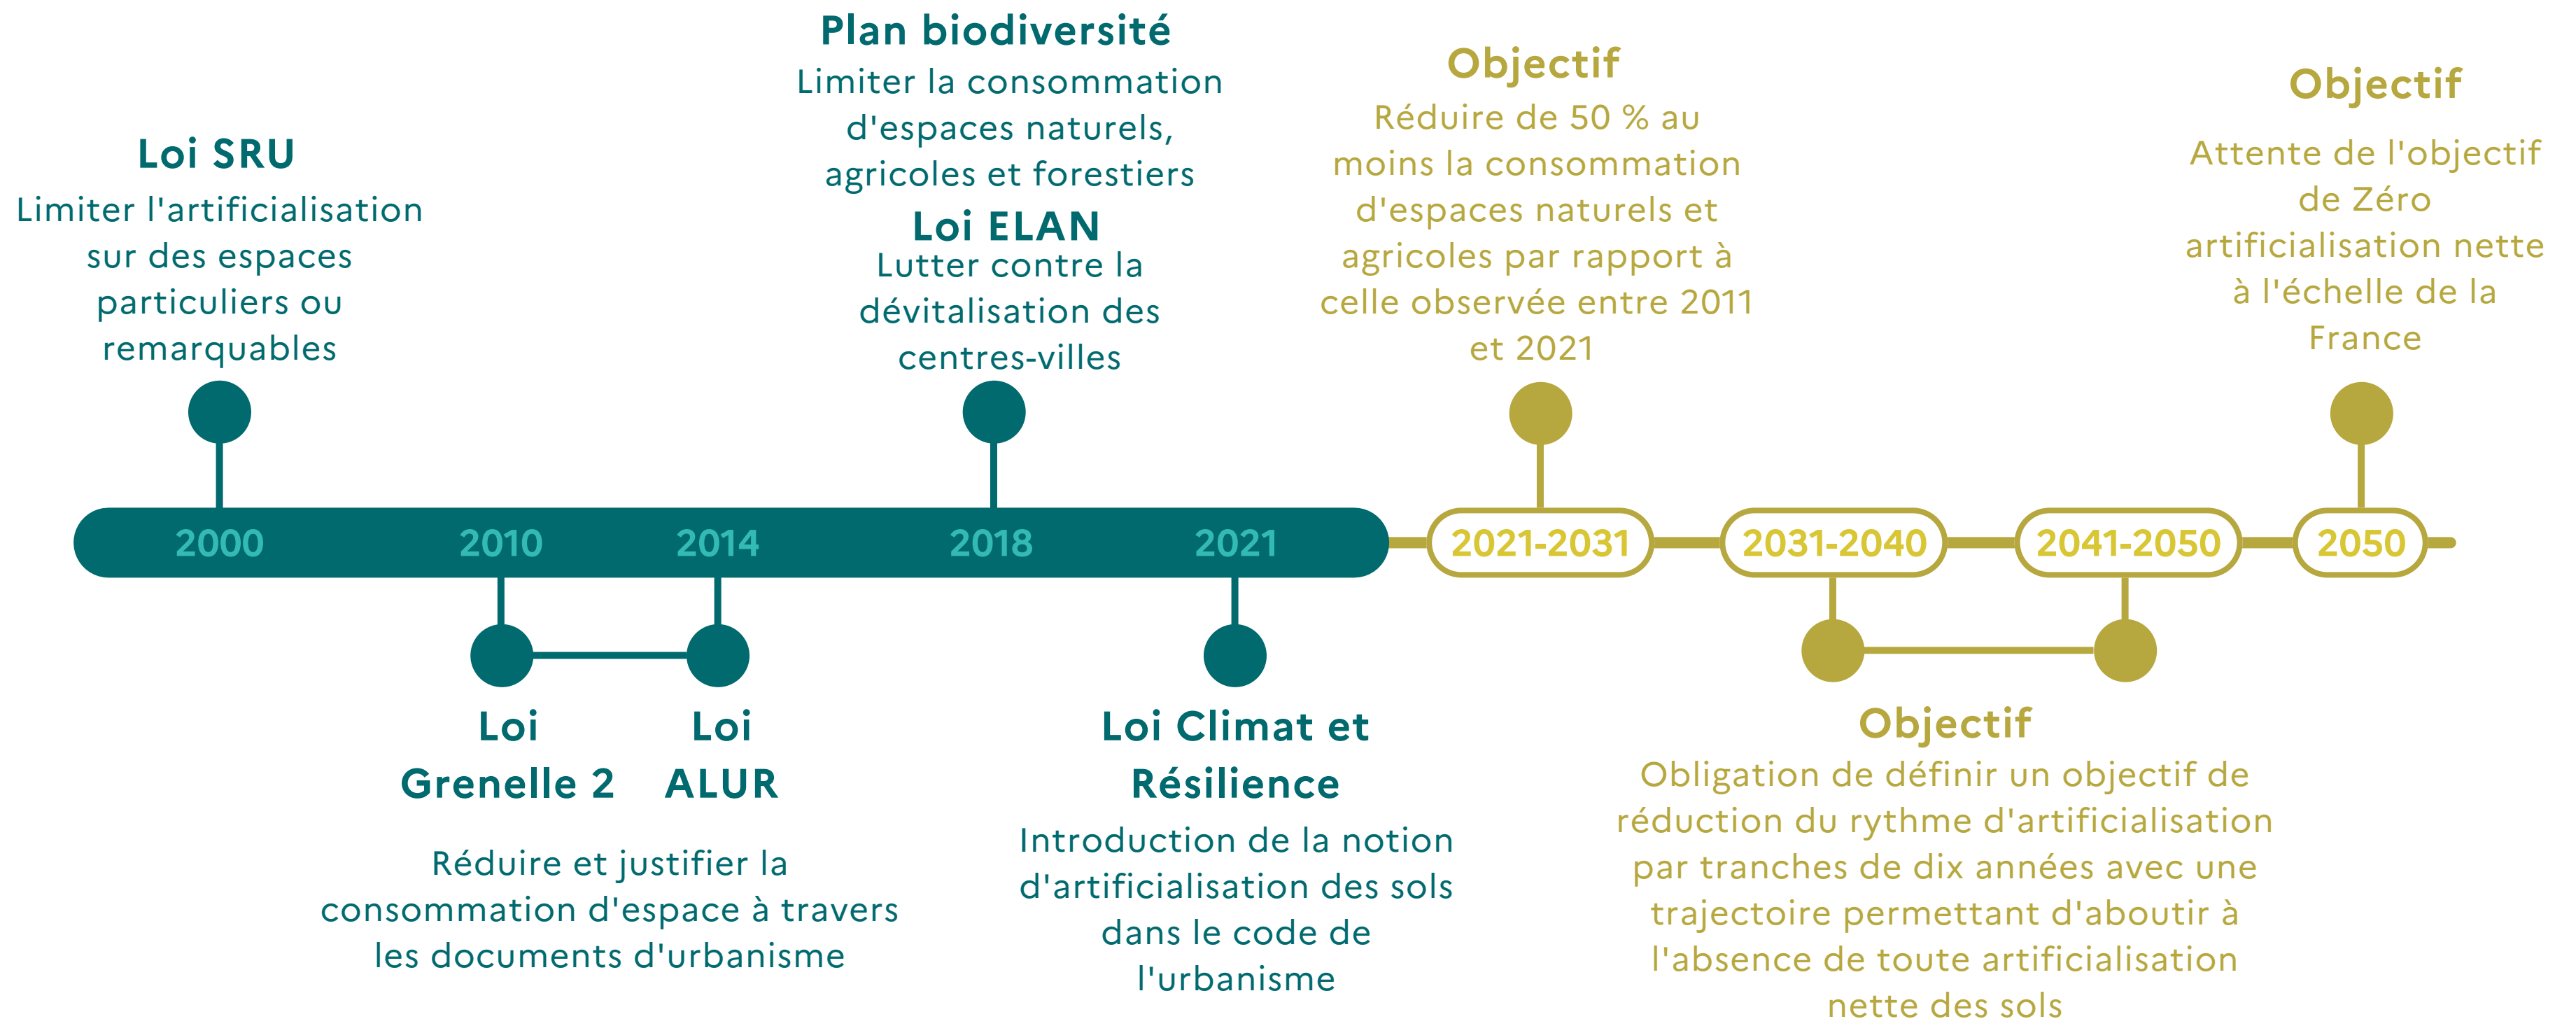 Loi SRU
Limiter l'artificialisation
sur des espaces
particuliers ou
remarquables
Plan biodiversité
Limiter la consommation
d'espaces naturels,
agricoles et forestiers
Loi ELAN
Lutter contre la
dévitalisation des
centres-villes
Objectif
Réduire de 50 % au
moins la consommation
d'espaces naturels et
agricoles par rapport à
celle observée entre 2011
et 2021
Objectif
Attente de l'objectif
de Zéro
artificialisation nette
à l'échelle de la
France
2000 2010 2014 2018 2021 2021-2031 2031-2040 2041-2050 2050
Loi
Grenelle 2
Loi
ALUR
Réduire et justifier la
consommation d'espace à travers
les documents d'urbanisme
Loi Climat et
Résilience
Introduction de la notion
d'artificialisation des sols
dans le code de
l'urbanisme
Objectif
Obligation de définir un objectif de
réduction du rythme d'artificialisation
par tranches de dix années avec une
trajectoire permettant d'aboutir à
l'absence de toute artificialisation
nette des sols